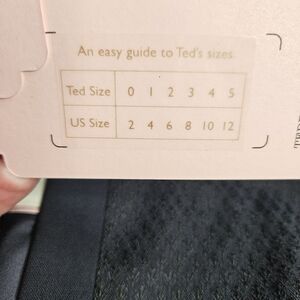 An easy guide to Ted's sizes
Ted Size 0 1 2 3 4 5
US Size 2 4 6 8 10 12